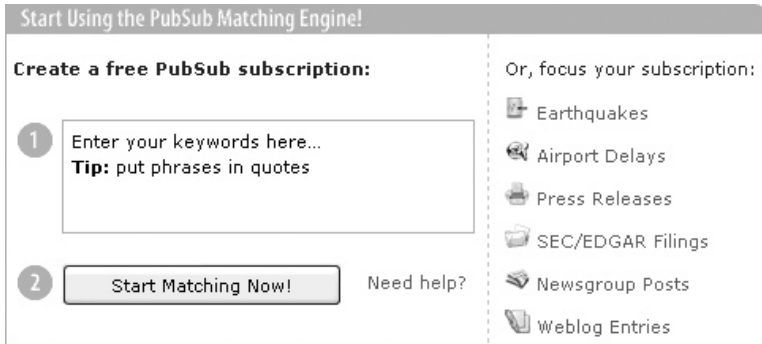 Start Using the PubSub Matching Engine!
Create a free PubSub subscription:
1
Enter your keywords here...
Tip: put phrases in quotes
2
Start Matching Now!
Need help?
Or, focus your subscription:
Earthquakes
Airport Delays
Press Releases
SEC/EDGAR Filings
Newsgroup Posts
Weblog Entries